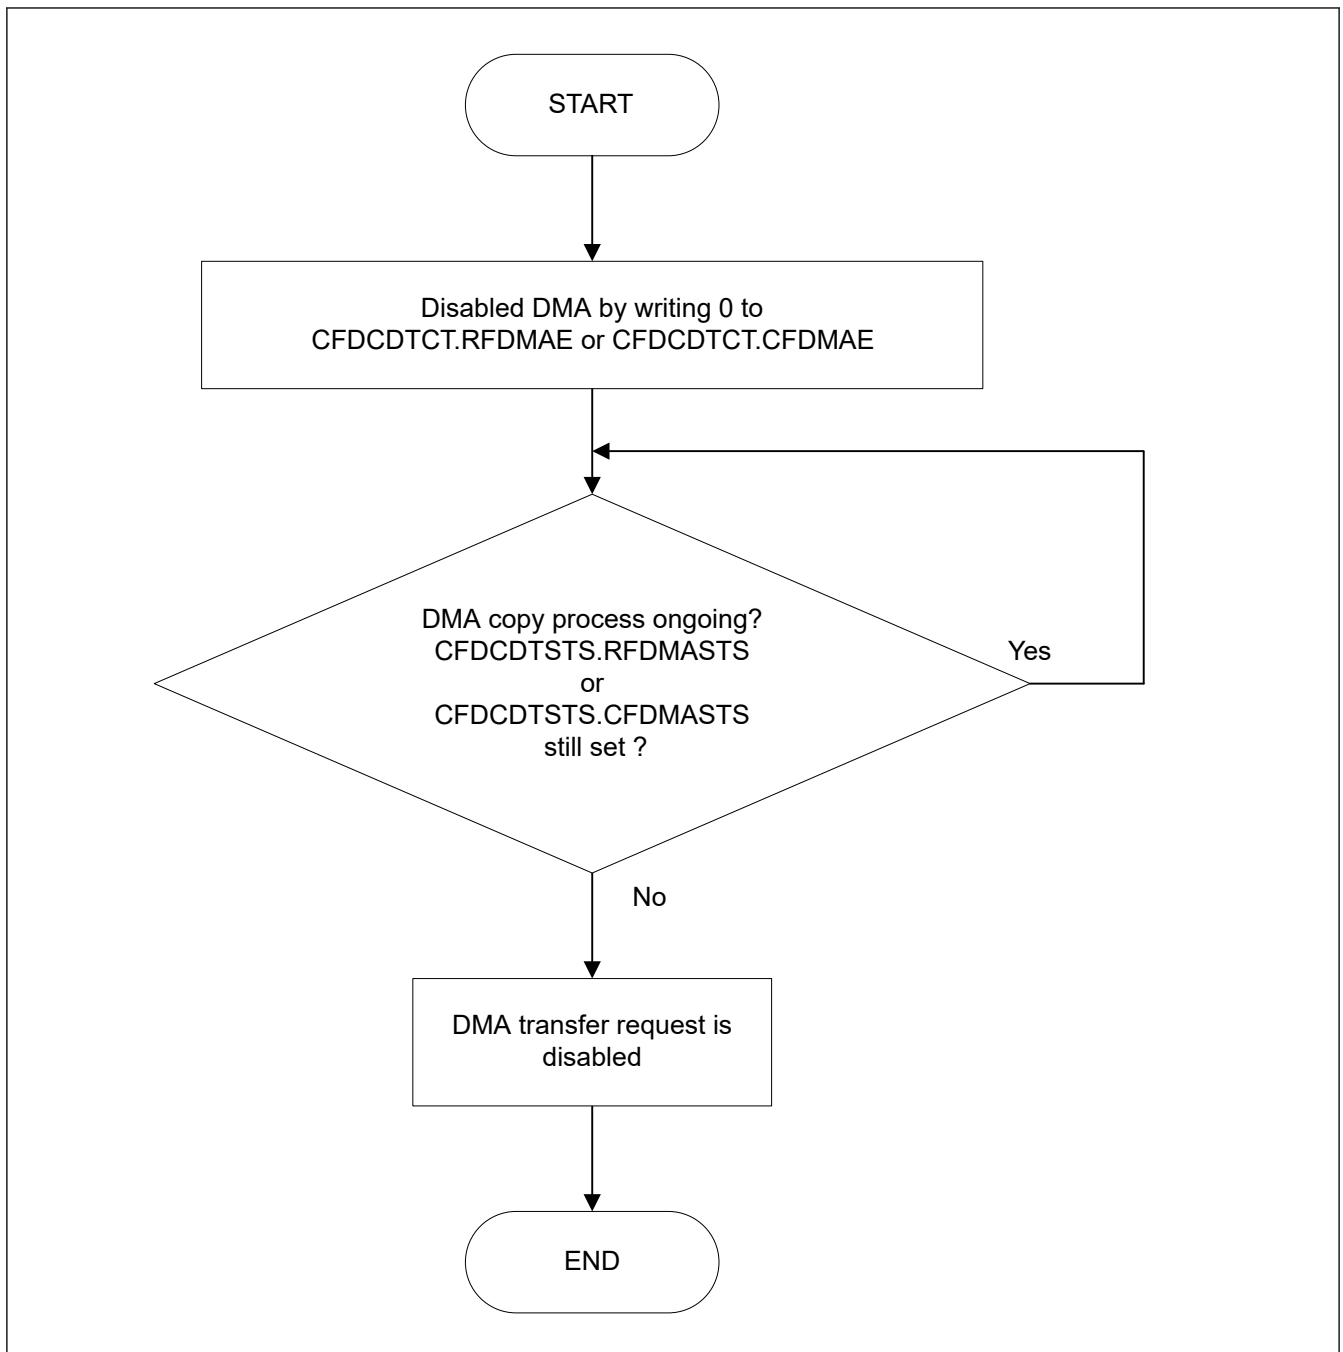 START
Disabled DMA by writing 0 to
CFDCDTCT.RFDMAE or CFDCDTCT.CFDMAE
DMA copy process ongoing?
CFDCDTSTS.RFDMASTS
or
CFDCDTSTS.CFDMASTS
still set ?
Yes
No
DMA transfer request is
disabled
END